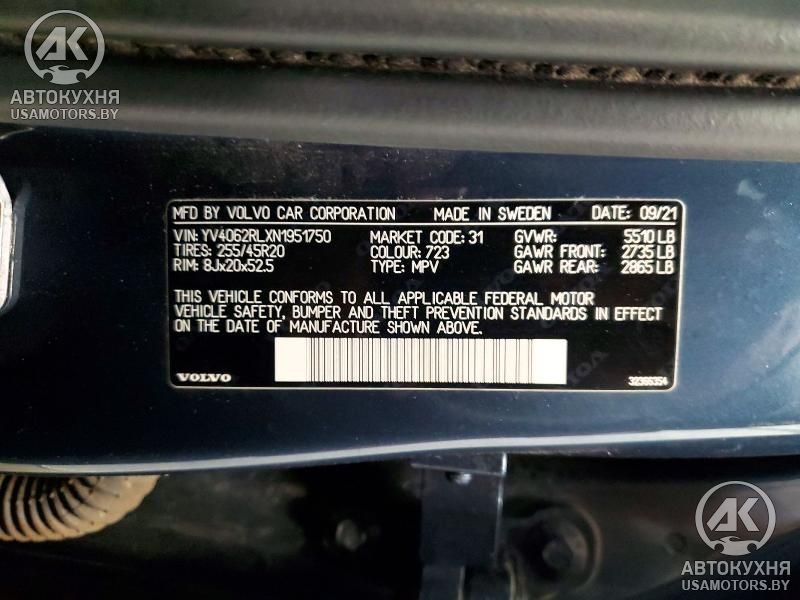 AK
АВТОКУХНЯ
USAMOTORS.BY
MFD BY VOLVO CAR CORPORATION MADE IN SWEDEN DATE: 09/21
VIN: YV4062RLXN1951750 MARKET CODE: 31 GVWR: 5510 LB
TIRES: 255/45R20 COLOUR: 723 GAWR FRONT: 2735 LB
RIM: 8Jx20x52.5 TYPE: MPV GAWR REAR: 2865 LB
THIS VEHICLE CONFORMS TO ALL APPLICABLE FEDERAL MOTOR
VEHICLE SAFETY, BUMPER AND THEFT PREVENTION STANDARDS IN EFFECT
ON THE DATE OF MANUFACTURE SHOWN ABOVE.
VOLVO
AK
АВТОКУХНЯ
USAMOTORS.BY